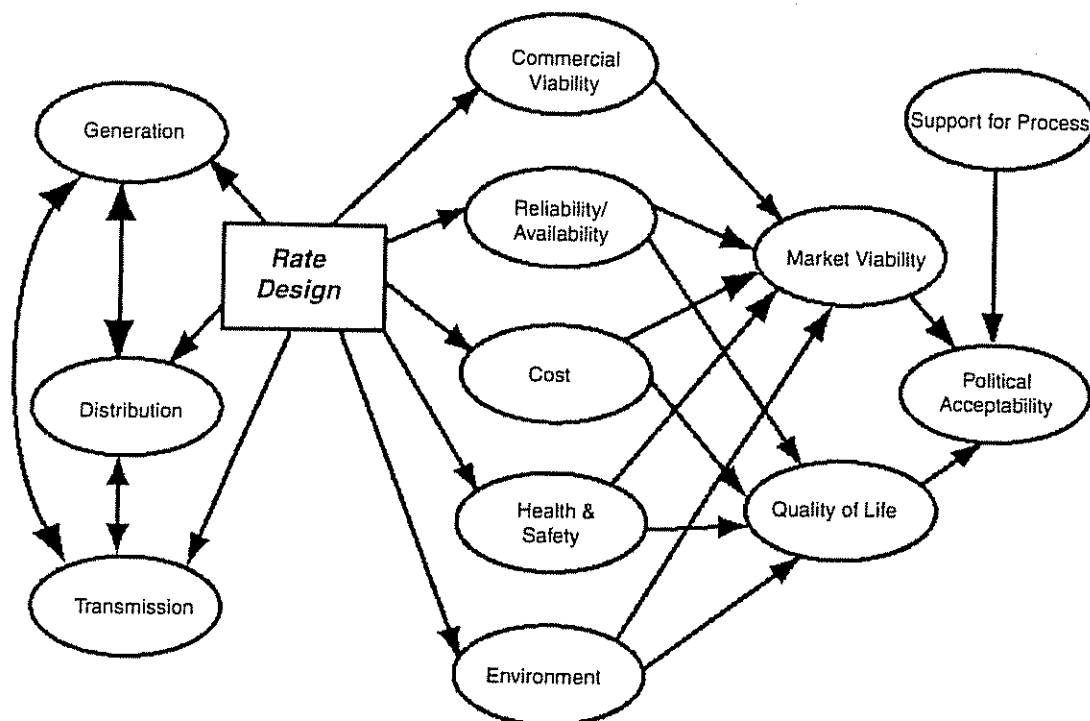 Commercial
Viability
Support for Process
Generation
Reliability/
Availability
Rate
Design
Market Viability
Cost
Political
Acceptability
Distribution
Health &
Safety
Quality of Life
Transmission
Environment